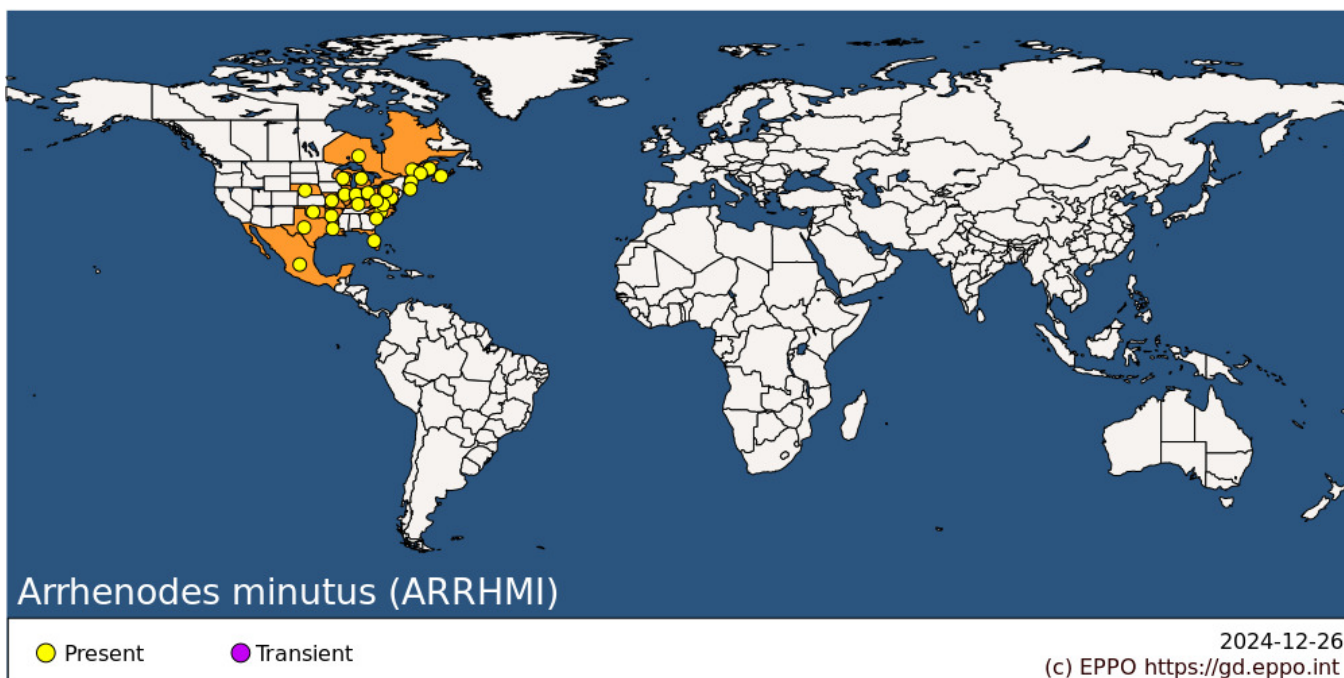 Arrhenodes minutus (ARRHMI)
Present
Transient
2024-12-26
(c) EPPO https://gd.eppo.int